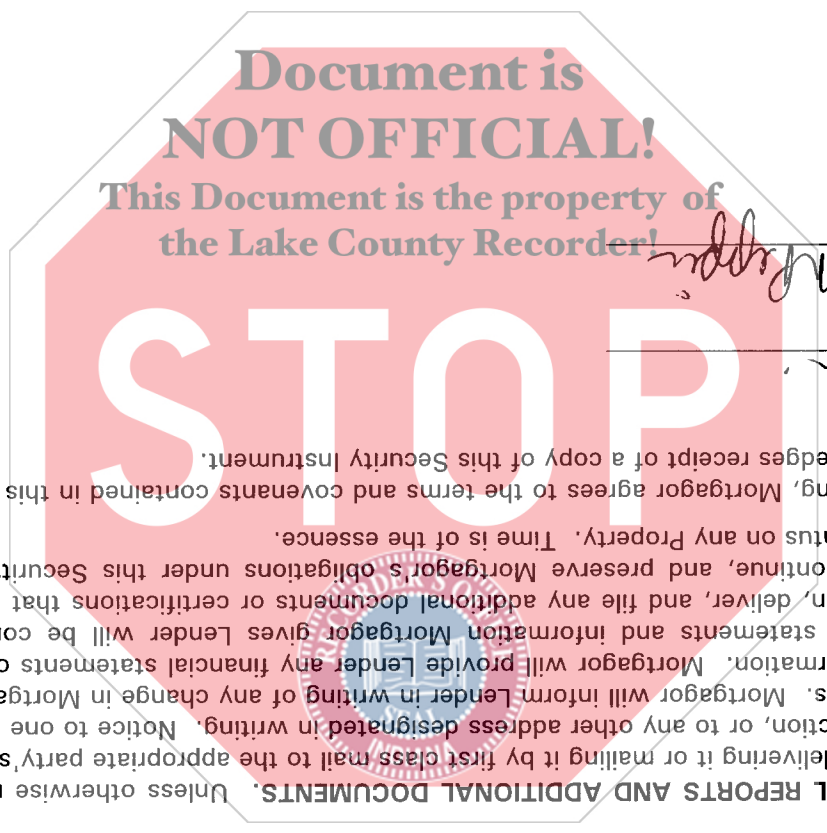 Document is
NOT OFFICIAL!
This Document is the property of
the Lake County Recorder!
STOP
L REPORTS AND ADDITIONAL DOCUMENTS. Unless otherwise
elivering it or mailing it by first class mail to the appropriate party's
ction, or to any other address designated in writing. Notice to one
s. Mortgagor will inform Lender in writing of any change in Mortga
rmation. Mortgagor will provide Lender any financial statements o
statements and information Mortgagor gives Lender will be cor
n, deliver, and file any additional documents or certifications that
ontinue, and preserve Mortgagor's obligations under this Securit
tus on any Property. Time is of the essence.
ng, Mortgagor agrees to the terms and covenants contained in this
edges receipt of a copy of this Security Instrument.
INDIANA